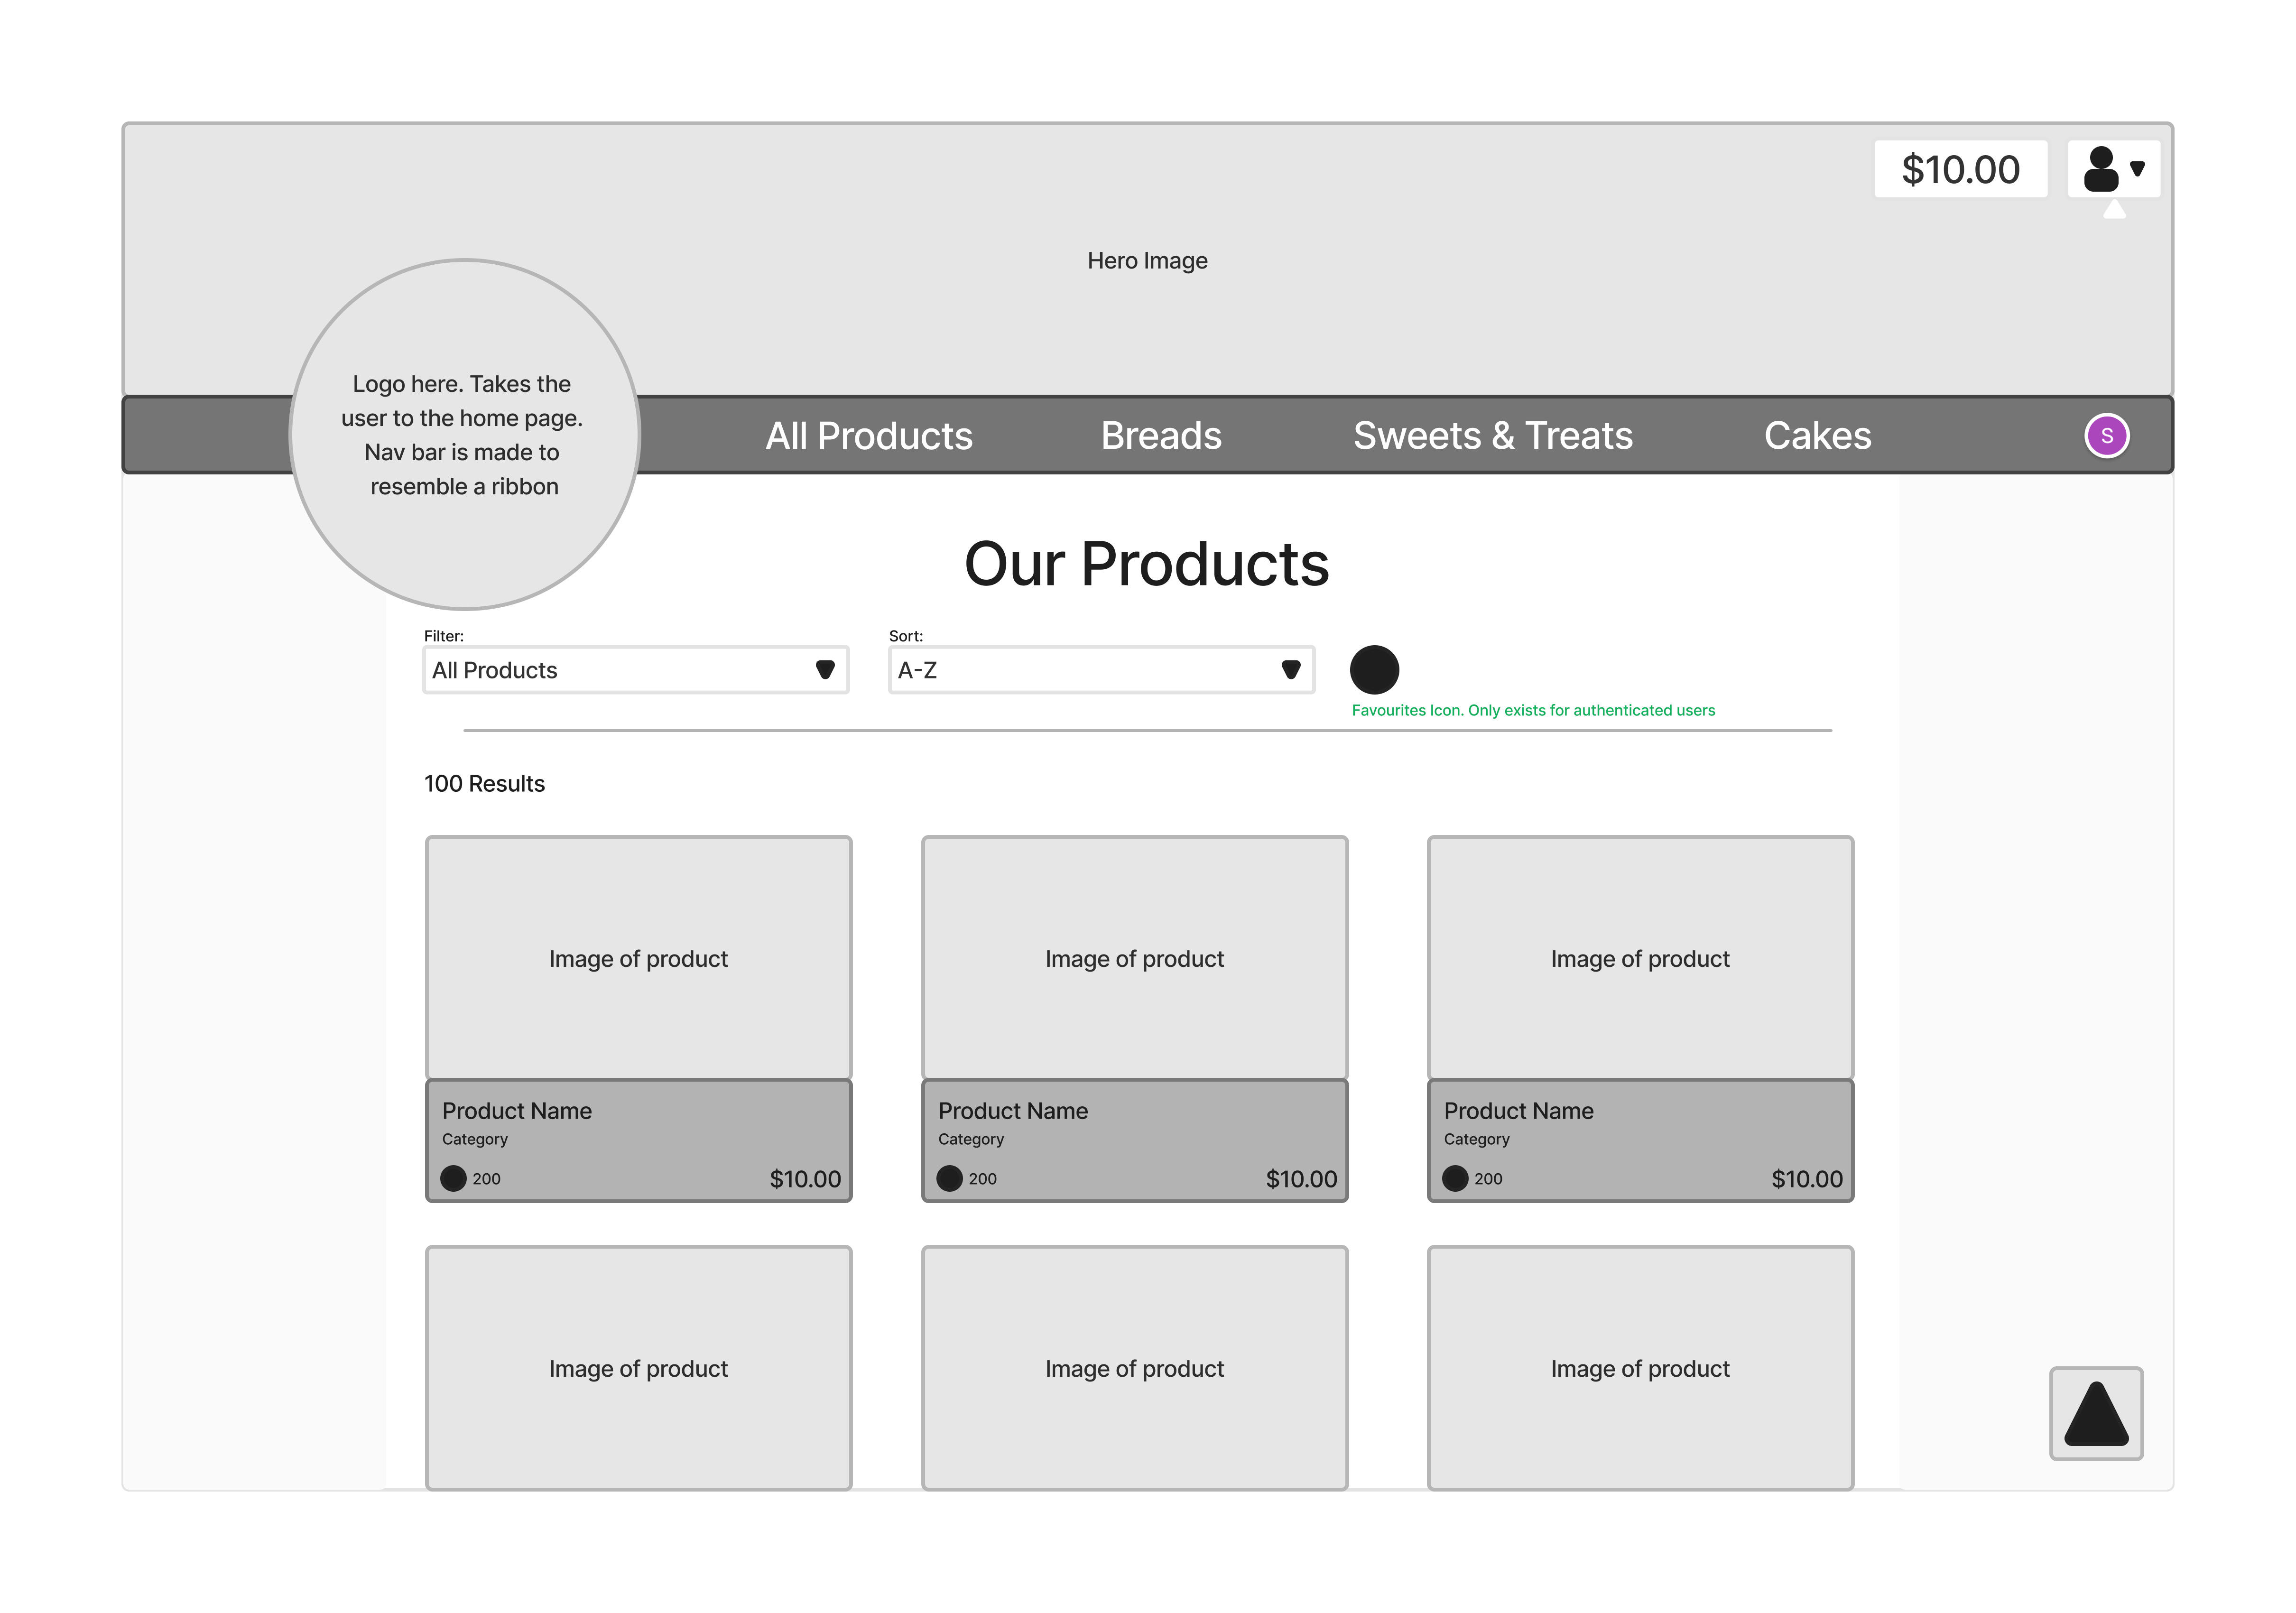 $10.00
Hero Image
Logo here. Takes the
user to the home page.
Nav bar is made to
resemble a ribbon
All Products
Breads
Sweets & Treats
Cakes
S
Our Products
Filter:
All Products
Sort:
A-Z
Favourites Icon. Only exists for authenticated users
100 Results
Image of product
Image of product
Image of product
Product Name
Category
200
$10.00
Product Name
Category
200
$10.00
Product Name
Category
200
$10.00
Image of product
Image of product
Image of product